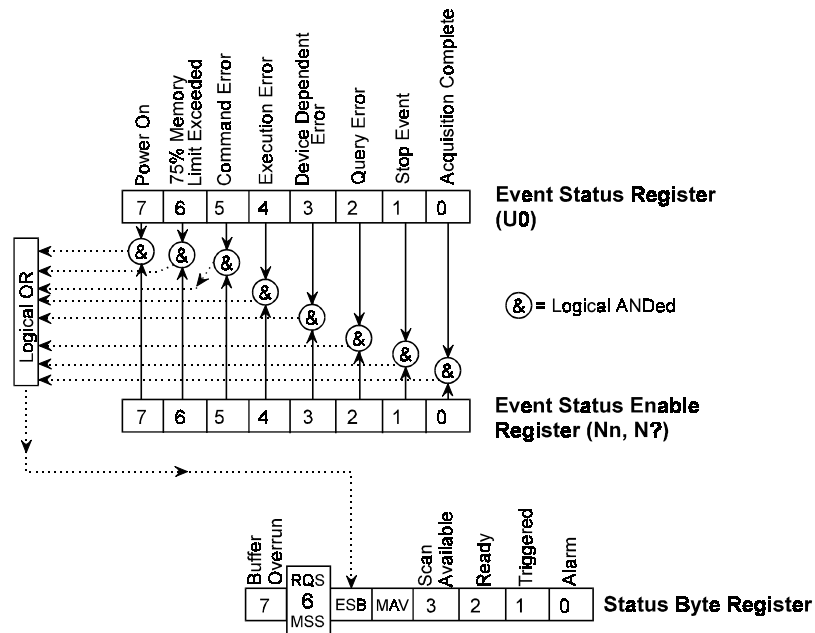 Power On
75% Memory
Limit Exceeded
Command Error
Execution Error
Device Dependent
Error
Query Error
Stop Event
Acquisition Complete
7 6 5 4 3 2 1 0
Event Status Register
(U0)
& & & & & & & &
Logical OR
& = Logical ANDed
7 6 5 4 3 2 1 0
Event Status Enable
Register (Nn, N?)
Buffer
Overrun
Scan
Available
Ready
Triggered
Alarm
7 RQS 6 MSS ESB MAV 3 2 1 0
Status Byte Register